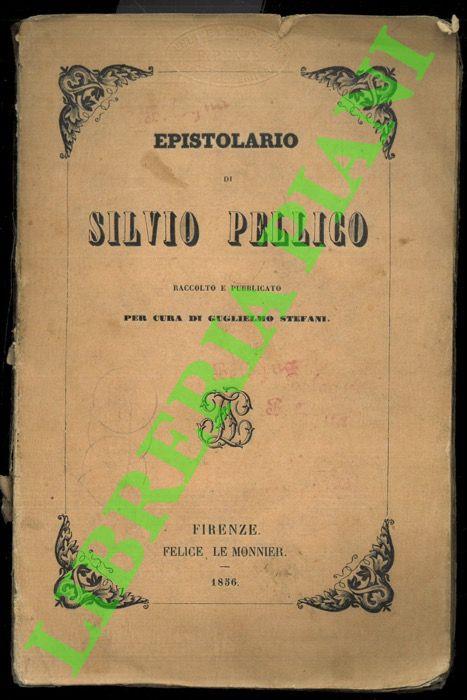 EPISTOLARIO
DI
SILVIO PELLICO
RACCOLTO E PUBBLICATO
PER CURA DI GUGLIELMO STEFANI.
FIRENZE.
FELICE LE MONNIER.
1856.
LIBRERIA PIANI